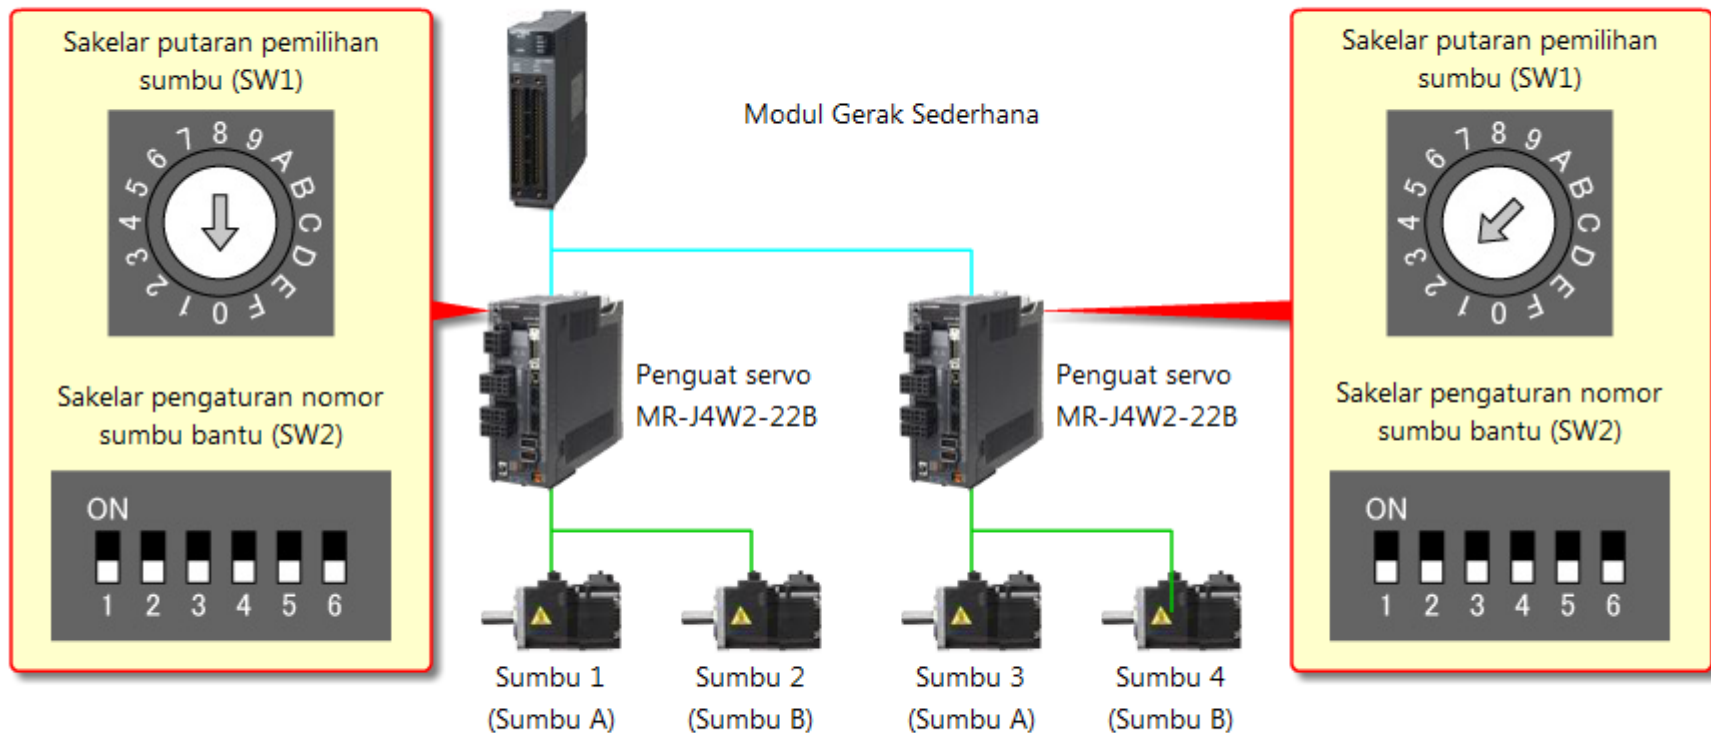 Sakelar putaran pemilihan
sumbu (SW1)
0 1 2 3 4 5 6 7 8 9 A B C D E F
Sakelar pengaturan nomor
sumbu bantu (SW2)
ON
1 2 3 4 5 6
Modul Gerak Sederhana
Penguat servo
MR-J4W2-22B
Penguat servo
MR-J4W2-22B
Sumbu 1
(Sumbu A)
Sumbu 2
(Sumbu B)
Sumbu 3
(Sumbu A)
Sumbu 4
(Sumbu B)
Sakelar putaran pemilihan
sumbu (SW1)
0 1 2 3 4 5 6 7 8 9 A B C D E F
Sakelar pengaturan nomor
sumbu bantu (SW2)
ON
1 2 3 4 5 6